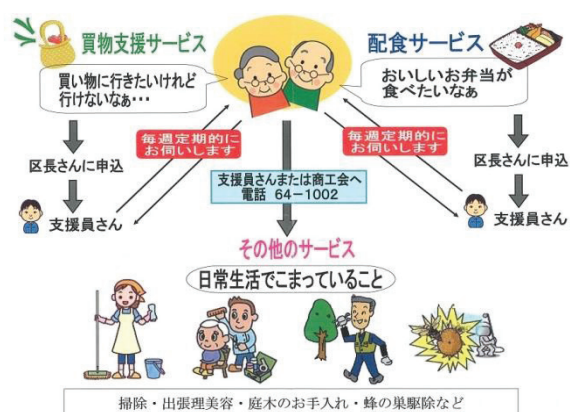 買物支援サービス
配食サービス
買い物に行きたいけれど
行けないなぁ…
おいしいお弁当が
食べたいなぁ
区長さんに申込
支援員さん
毎週定期的に
お伺いします
毎週定期的に
お伺いします
区長さんに申込
支援員さん
支援員さんまたは商工会へ
電話 64−1002
その他のサービス
日常生活でこまっていること
掃除・出張理美容・庭木のお手入れ・蜂の巣駆除など